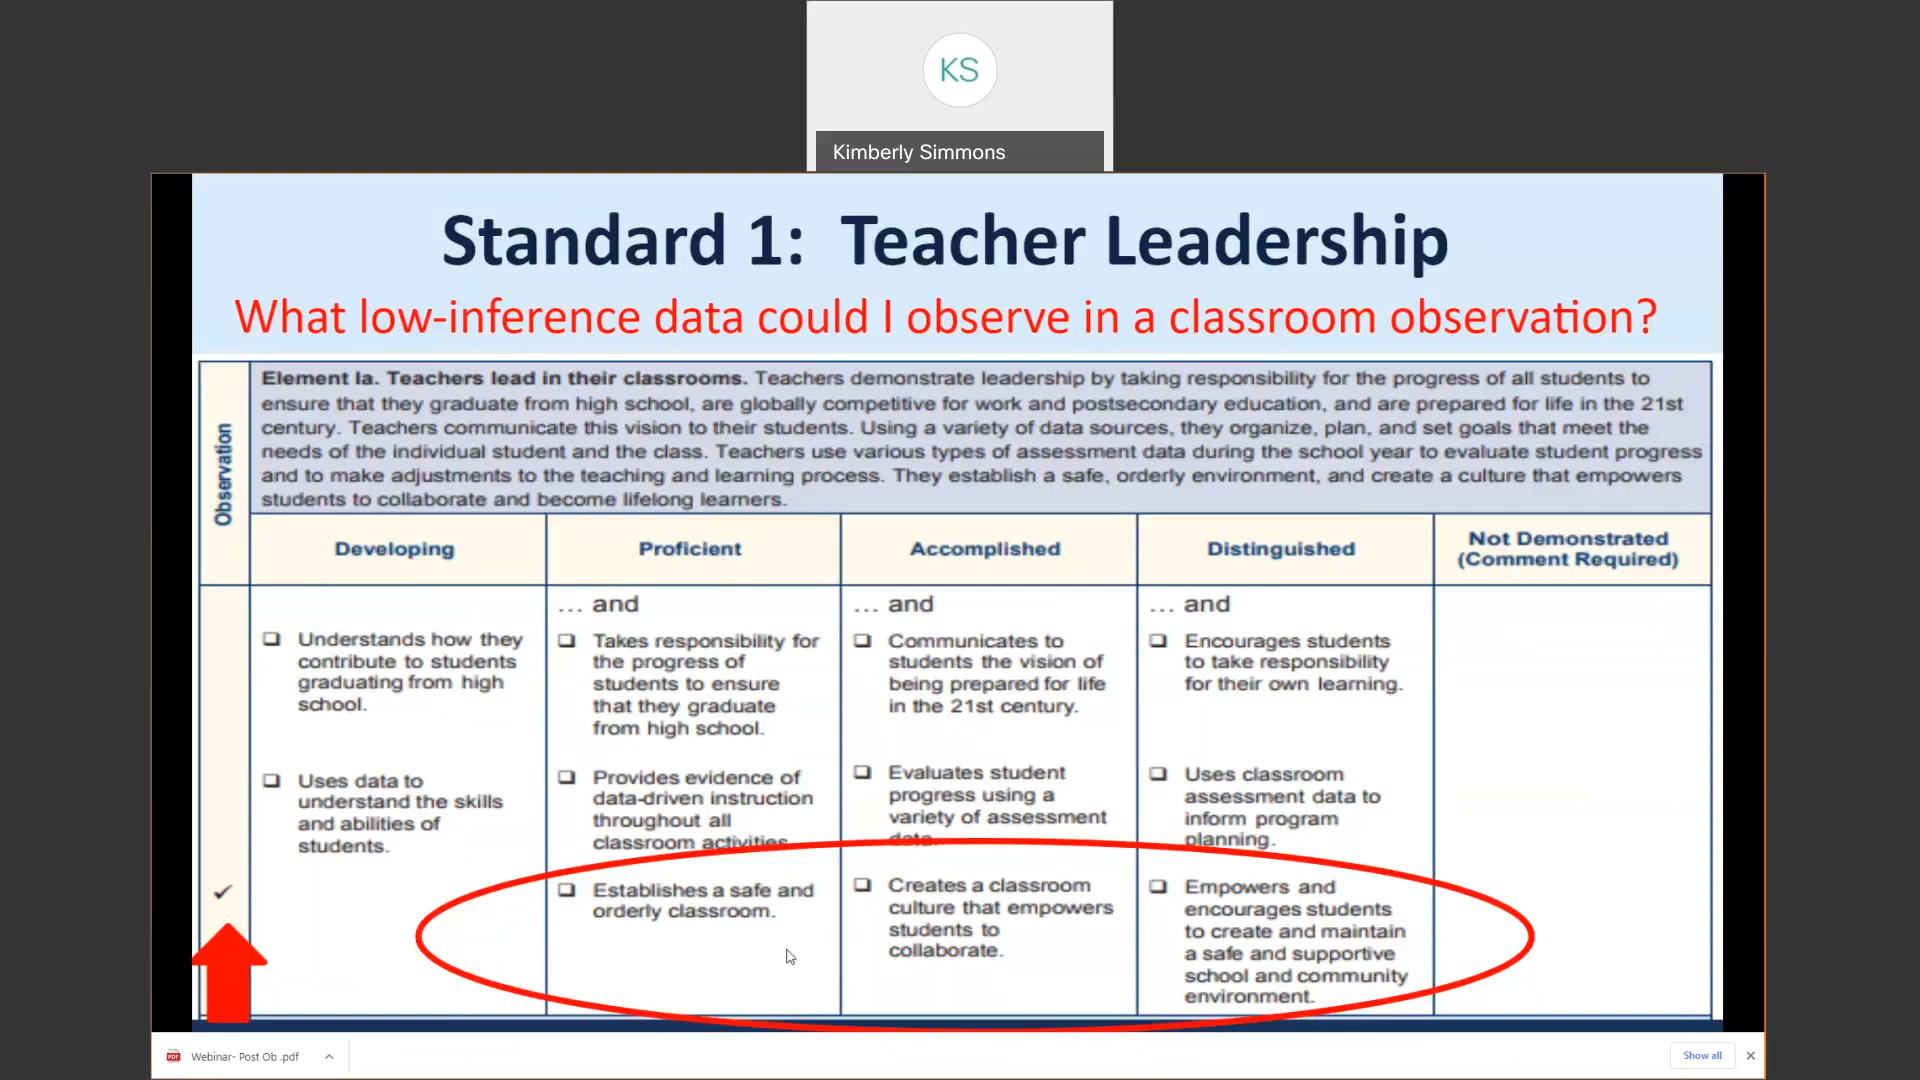 KS
Kimberly Simmons
Standard 1: Teacher Leadership
What low-inference data could I observe in a classroom observation?
Observation
Element Ia. Teachers lead in their classrooms. Teachers demonstrate leadership by taking responsibility for the progress of all students to
ensure that they graduate from high school, are globally competitive for work and postsecondary education, and are prepared for life in the 21st
century. Teachers communicate this vision to their students. Using a variety of data sources, they organize, plan, and set goals that meet the
needs of the individual student and the class. Teachers use various types of assessment data during the school year to evaluate student progress
and to make adjustments to the teaching and learning process. They establish a safe, orderly environment, and create a culture that empowers
students to collaborate and become lifelong learners.
Developing
Proficient
Accomplished
Distinguished
Not Demonstrated
(Comment Required)
Understands how they
contribute to students
graduating from high
school.
Uses data to
understand the skills
and abilities of
students.
… and
Takes responsibility for
the progress of
students to ensure
that they graduate
from high school.
Provides evidence of
data-driven instruction
throughout all
classroom activities
Establishes a safe and
orderly classroom.
… and
Communicates to
students the vision of
being prepared for life
in the 21st century.
Evaluates student
progress using a
variety of assessment
data.
Creates a classroom
culture that empowers
students to
collaborate.
… and
Encourages students
to take responsibility
for their own learning.
Uses classroom
assessment data to
inform program
planning.
Empowers and
encourages students
to create and maintain
a safe and supportive
school and community
environment.
Webinar- Post Ob .pdf
Show all